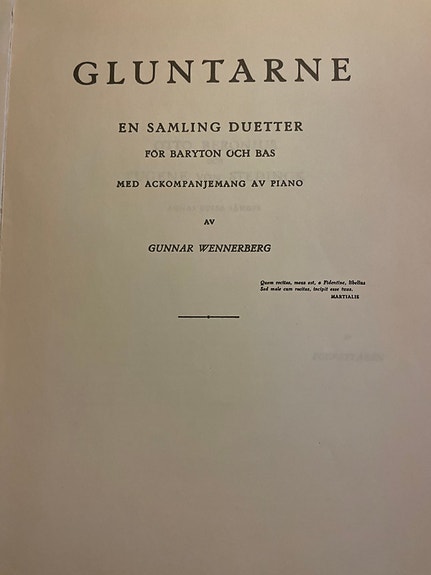 GLUNTARNE
EN SAMLING DUETTER
FÖR BARYTON OCH BAS
MED ACKOMPANJEMANG AV PIANO
AV
GUNNAR WENNERBERG
Quem recitas, meus est, o Fidentine, libellus
Sed male cum recitas, incipit esse tuus.
MARTIALIS